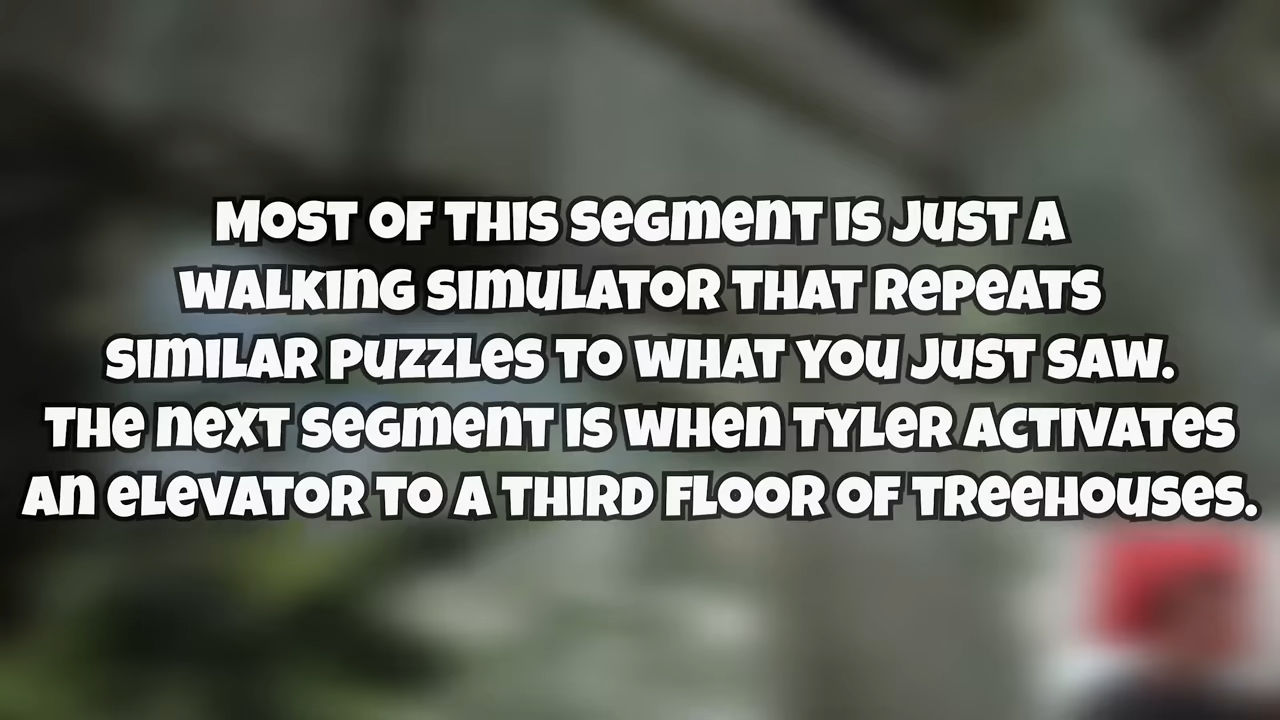 Most of this segment is just a
walking simulator that repeats
similar puzzles to what you just saw.
The next segment is when Tyler activates
an elevator to a third floor of treehouses.